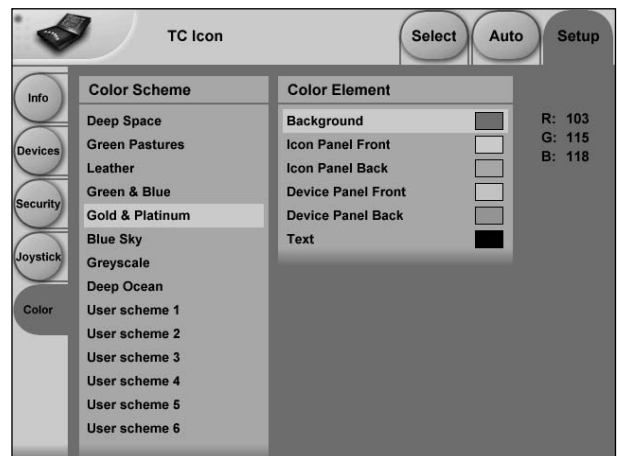 TC Icon
Select
Auto
Setup
Info
Devices
Security
Joystick
Color
Color Scheme
Deep Space
Green Pastures
Leather
Green & Blue
Gold & Platinum
Blue Sky
Greyscale
Deep Ocean
User scheme 1
User scheme 2
User scheme 3
User scheme 4
User scheme 5
User scheme 6
Color Element
Background
Icon Panel Front
Icon Panel Back
Device Panel Front
Device Panel Back
Text
R: 103
G: 115
B: 118